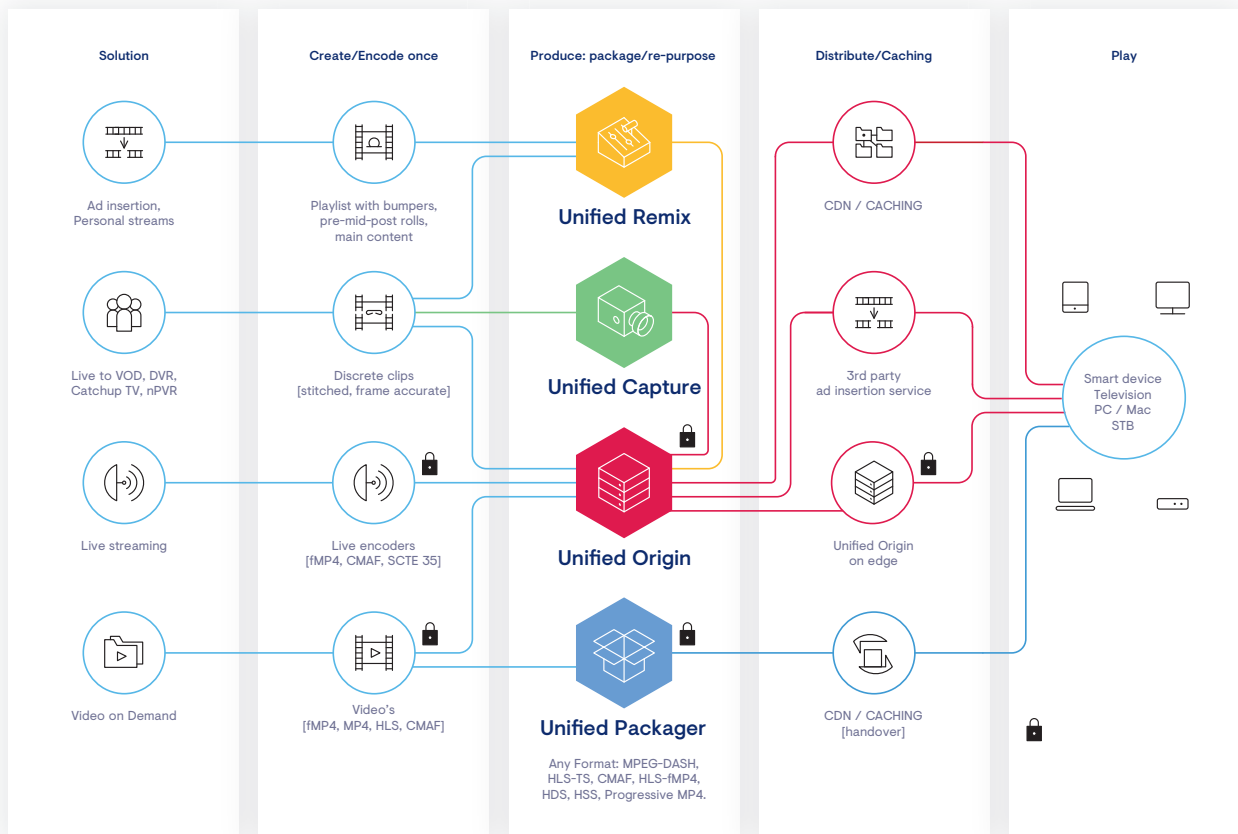 Solution
Create/Encode once
Produce: package/re-purpose
Distribute/Caching
Play
Ad insertion,
Personal streams
Playlist with bumpers,
pre-mid-post rolls,
main content
Unified Remix
CDN / CACHING
Live to VOD, DVR,
Catchup TV, nPVR
Discrete clips
[stitched, frame accurate]
Unified Capture
3rd party
ad insertion service
Smart device
Television
PC / Mac
STB
Live streaming
Live encoders
[fMP4, CMAF, SCTE 35]
Unified Origin
Unified Origin
on edge
Video on Demand
Video's
[fMP4, MP4, HLS, CMAF]
Unified Packager
Any Format: MPEG-DASH,
HLS-TS, CMAF, HLS-fMP4,
HDS, HSS, Progressive MP4.
CDN / CACHING
[handover]